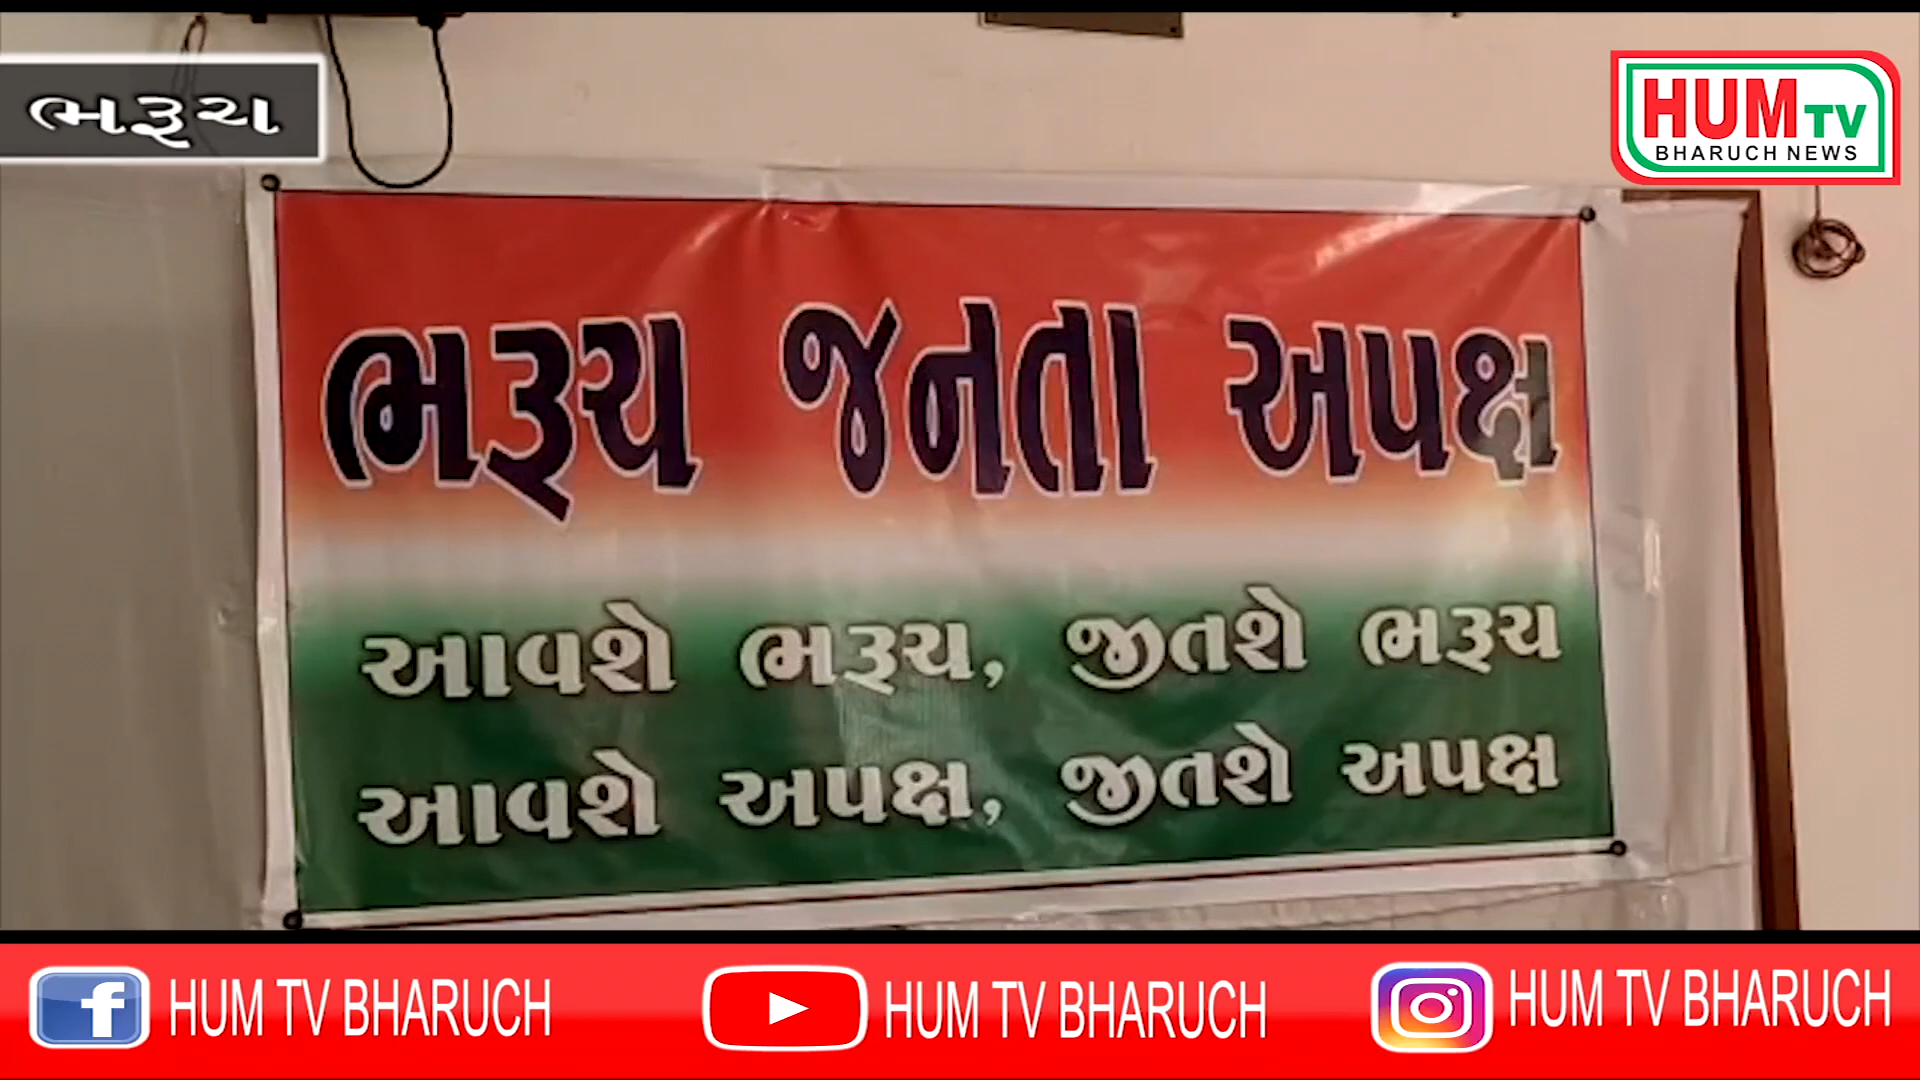 ભરૂચ
HUM TV
BHARUCH NEWS
ભરૂચ જનતા અપક્ષ
આવશે ભરૂચ, જીતશે ભરૂચ
આવશે અપક્ષ, જીતશે અપક્ષ
HUM TV BHARUCH HUM TV BHARUCH HUM TV BHARUCH